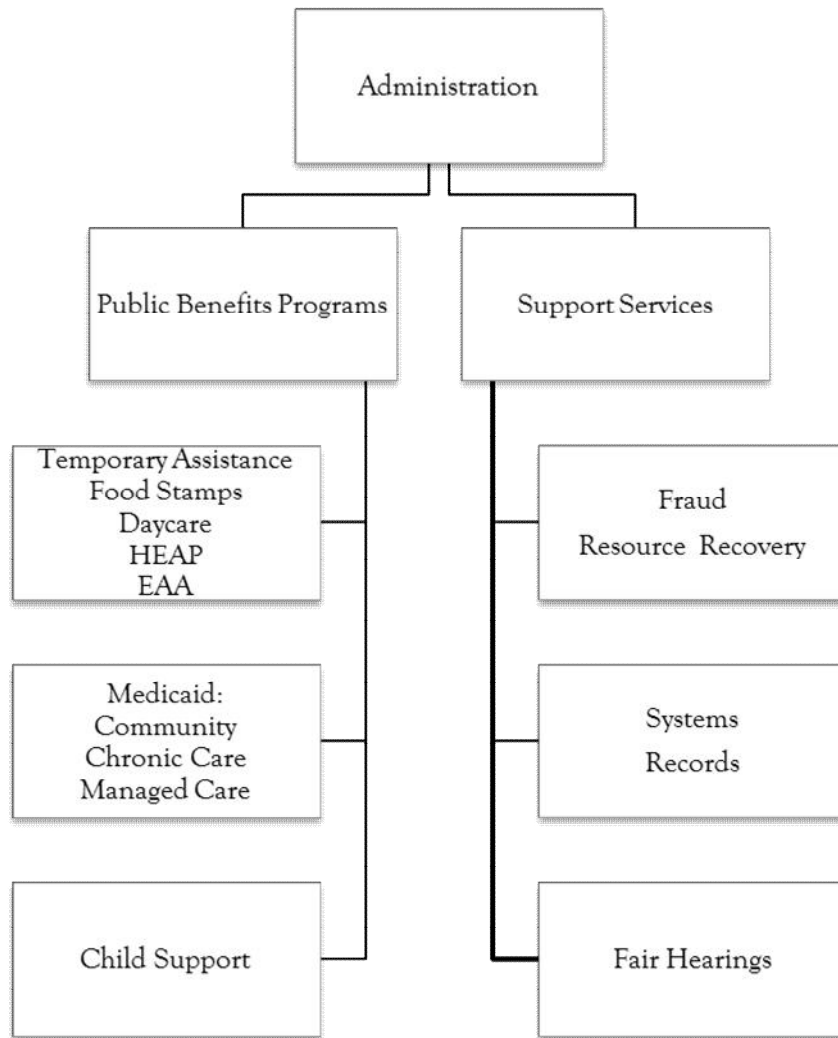 Administration
Public Benefits Programs
Support Services
Temporary Assistance
Food Stamps
Daycare
HEAP
EAA
Fraud
Resource Recovery
Medicaid:
Community
Chronic Care
Managed Care
Systems
Records
Child Support
Fair Hearings